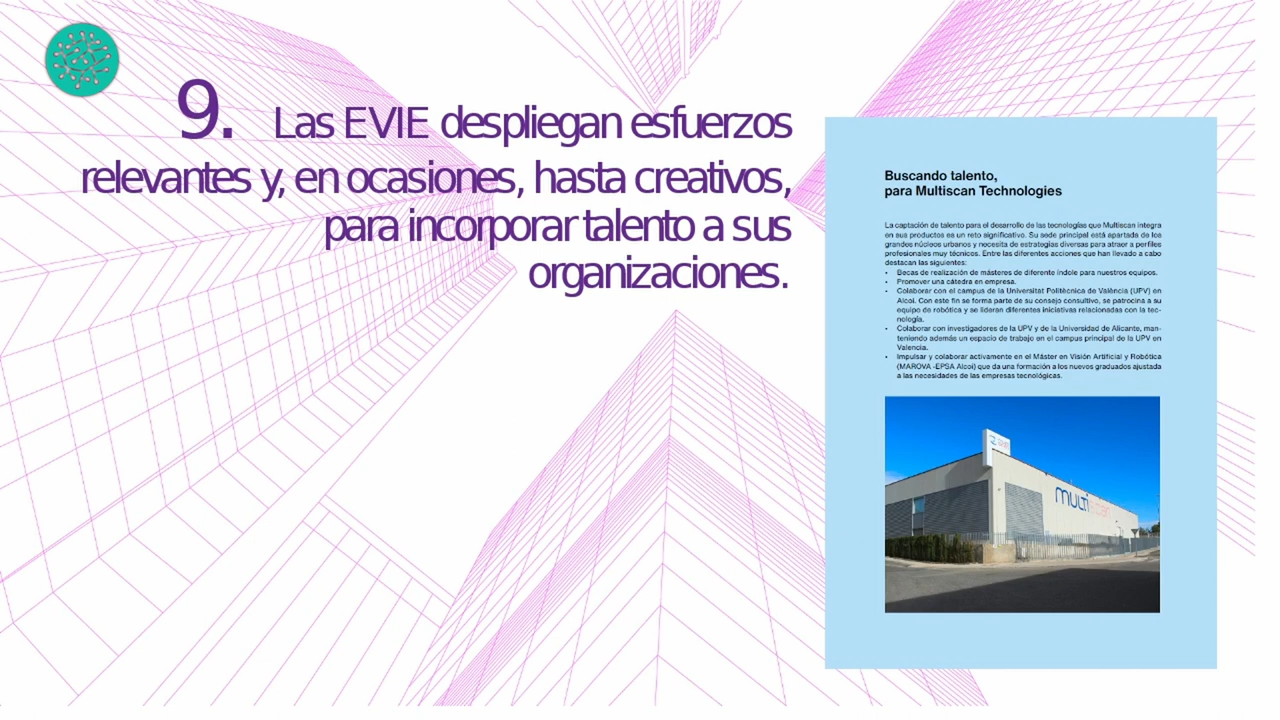 9. Las EVIE despliegan esfuerzos
relevantes y, en ocasiones, hasta creativos,
para incorporar talento a sus
organizaciones.
Buscando talento,
para Multiscan Technologies
La captación de talento para el desarrollo de las tecnologías que Multiscan integra
en sus productos es un reto significativo. Su sede principal está apartado de los
grandes núcleos urbanos y necesita de estrategias diversas para atraer a perfiles
profesionales muy técnicos. Entre las diferentes acciones que han llevado a cabo
destacan las siguientes:
• Becas de realización de másteres de diferente índole para nuestros equipos.
• Promover una cátedra en empresa.
• Colaborar con el campus de la Universitat Politècnica de València (UPV) en
Alcoi. Con este fin se forma parte de su consejo consultivo, se patrocina a su
equipo de robótica y se lideran diferentes iniciativas relacionadas con la tec-
nología.
• Colaborar con investigadores de la UPV y de la Universidad de Alicante, man-
teniendo además un espacio de trabajo en el campus principal de la UPV en
Valencia.
• Impulsar y colaborar activamente en el Máster en Visión Artificial y Robótica
(MAROVA -EPSA Alcoi) que da una formación a los nuevos graduados ajustada
a las necesidades de las empresas tecnológicas.
multiscan